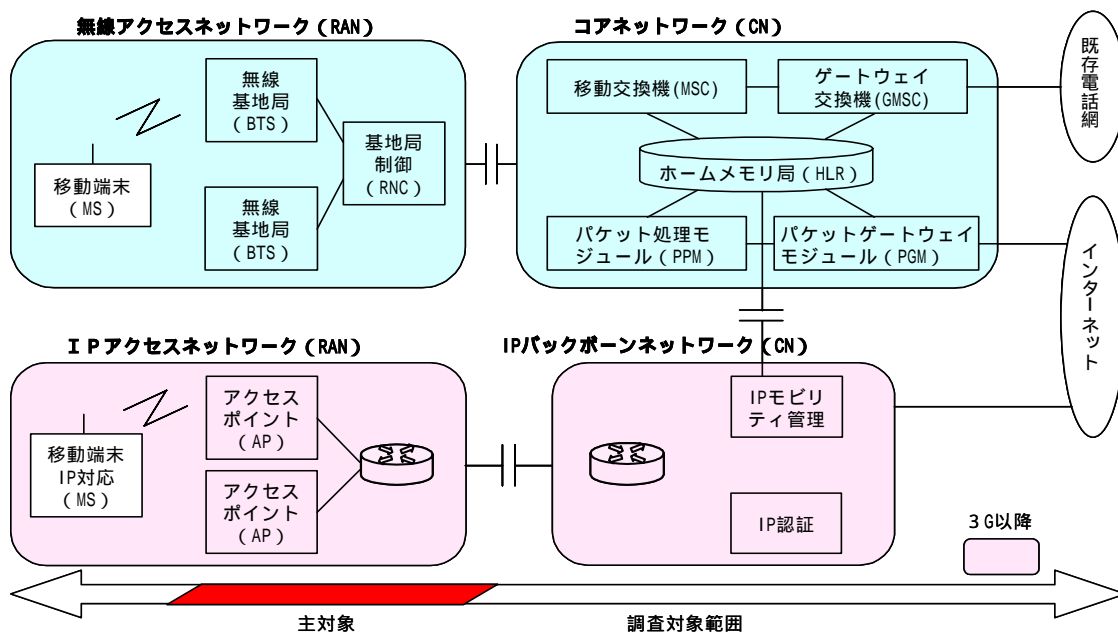 無線アクセスネットワーク（RAN）
無線
基地局
（BTS）
無線
基地局
（BTS）
移動端末
（MS）
基地局
制御
（RNC）
コアネットワーク（CN）
移動交換機(MSC)
ゲートウェイ
交換機(GMSC)
ホームメモリ局（HLR）
パケット処理モ
ジュール（PPM）
パケットゲートウェイ
モジュール（PGM）
既存電話網
インターネット
ＩＰアクセスネットワーク（RAN）
アクセス
ポイント
（AP）
アクセス
ポイント
（AP）
移動端末
IP対応
（MS）
IPバックボーンネットワーク（CN）
IPモビリ
ティ管理
IP認証
３G以降
主対象
調査対象範囲